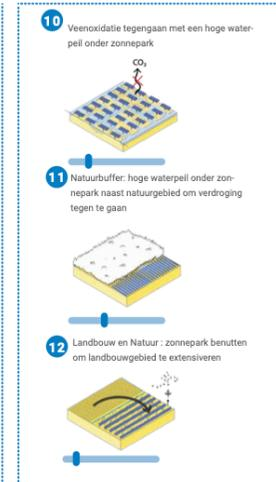 10
Veenoxidatie tegengaan met een hoge water-
peil onder zonnepark
CO₂
11
Natuurbuffer: hoge waterpeil onder zon-
nepark naast natuurgebied om verdroging
tegen te gaan
12
Landbouw en Natuur : zonnepark benutten
om landbouwgebied te extensiveren